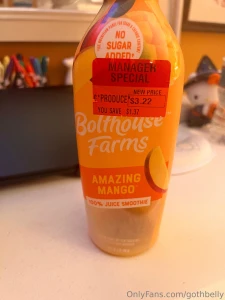 NO
SUGAR
ADDED*
MANAGER
SPECIAL
NEW PRICE
PRODUCE $3.22
YOU SAVE $1.37
Bolthouse
Farms
AMAZING
MANGO
100% JUICE SMOOTHIE
OnlyFans.com/gothbelly